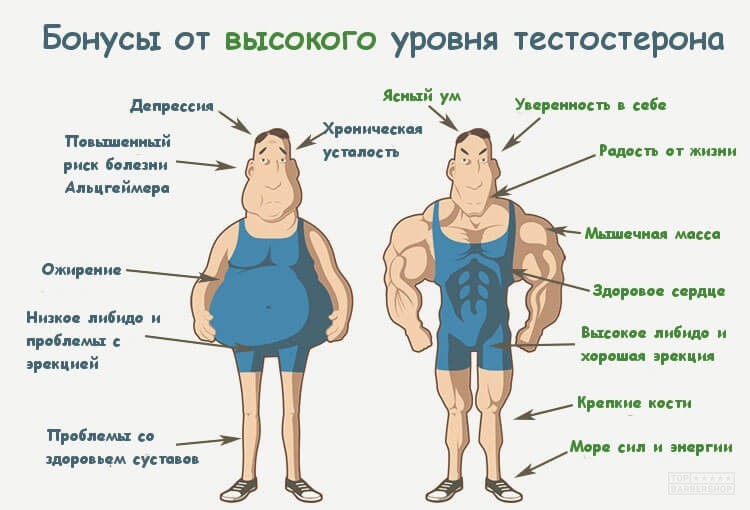 Бонусы от высокого уровня тестостерона
Депрессия
Повышенный
риск болезни
Альцгеймера
Хроническая
усталость
Ожирение
Низкое либидо и
проблемы с
эрекцией
Проблемы со
здоровьем суставов
Ясный ум
Уверенность в себе
Радость от жизни
Мышечная масса
Здоровое сердце
Высокое либидо и
хорошая эрекция
Крепкие кости
Море сил и энергии
TOP
BARBERSHOP